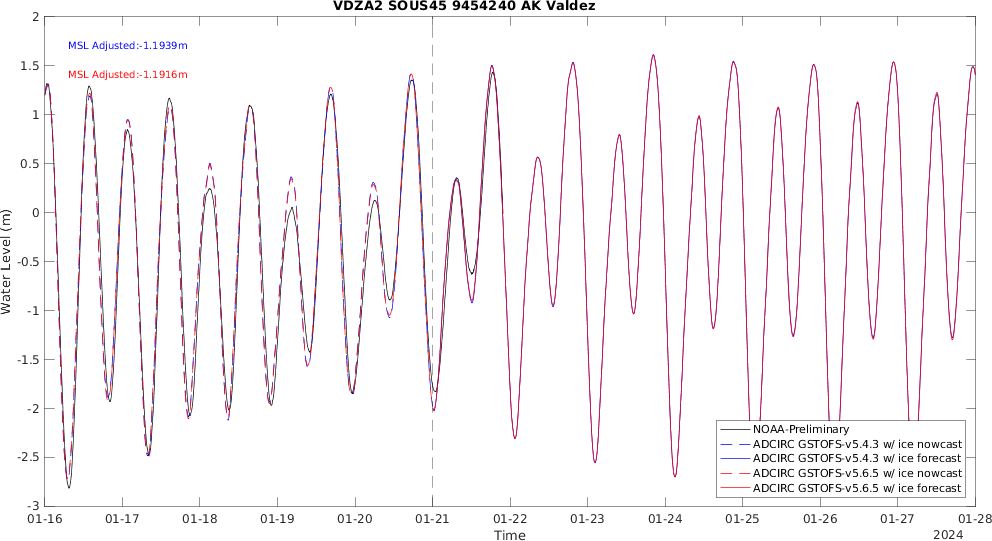 VDZA2 SOUS45 9454240 AK Valdez
2
1.5
1
0.5
0
-0.5
-1
-1.5
-2
-2.5
-3
Water Level (m)
MSL Adjusted:-1.1939m
MSL Adjusted:-1.1916m
NOAA-Preliminary
ADCIRC GSTOFS-v5.4.3 w/ ice nowcast
ADCIRC GSTOFS-v5.4.3 w/ ice forecast
ADCIRC GSTOFS-v5.6.5 w/ ice nowcast
ADCIRC GSTOFS-v5.6.5 w/ ice forecast
01-16 01-17 01-18 01-19 01-20 01-21 01-22 01-23 01-24 01-25 01-26 01-27 01-28
Time
2024